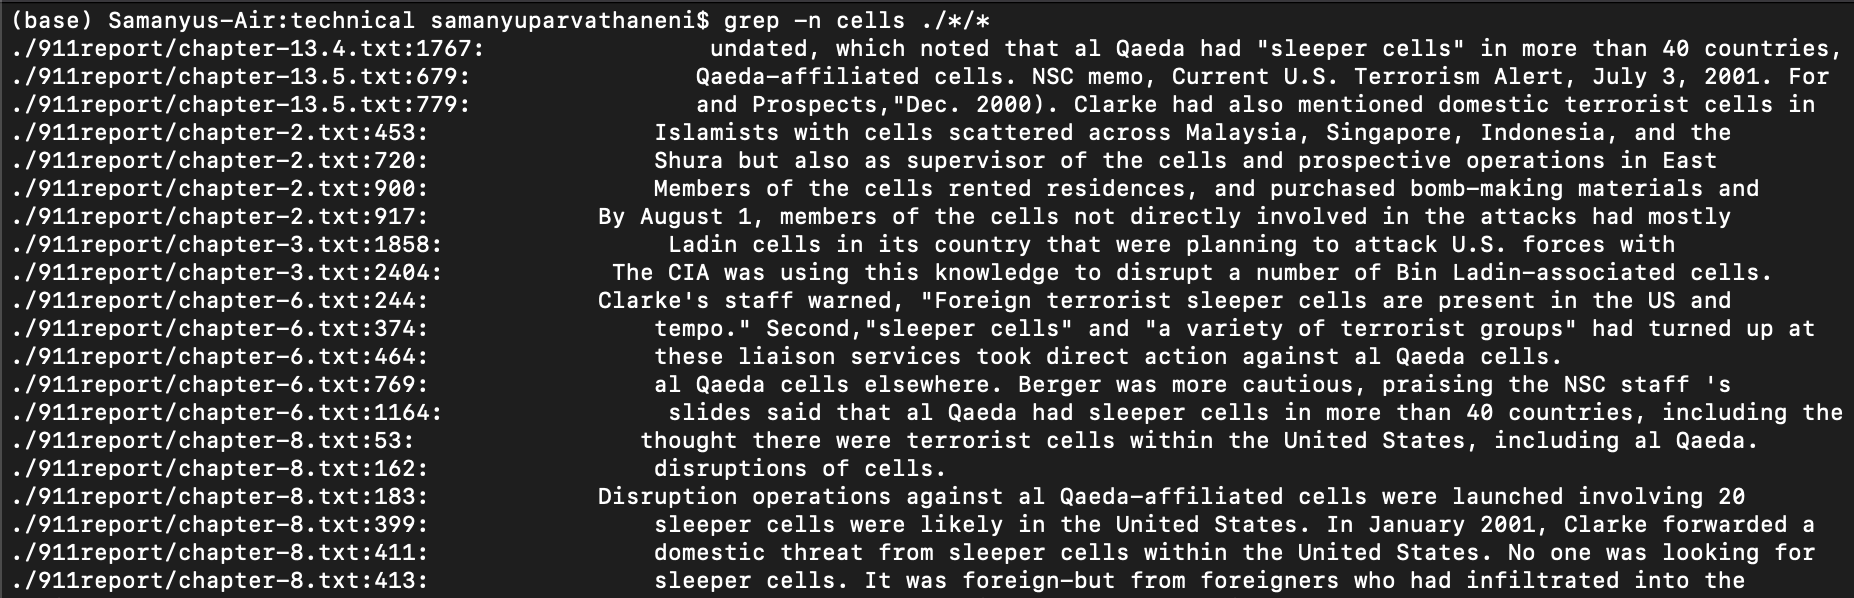 (base) Samanyus-Air:technical samanyuparvathaneni$ grep -n cells ./*/*
./911report/chapter-13.4.txt:1767:                undated, which noted that al Qaeda had "sleeper cells" in more than 40 countries,
./911report/chapter-13.5.txt:679:                Qaeda-affiliated cells. NSC memo, Current U.S. Terrorism Alert, July 3, 2001. For
./911report/chapter-13.5.txt:779:                and Prospects,"Dec. 2000). Clarke had also mentioned domestic terrorist cells in
./911report/chapter-2.txt:453:                Islamists with cells scattered across Malaysia, Singapore, Indonesia, and the
./911report/chapter-2.txt:720:                Shura but also as supervisor of the cells and prospective operations in East
./911report/chapter-2.txt:900:                Members of the cells rented residences, and purchased bomb-making materials and
./911report/chapter-2.txt:917:            By August 1, members of the cells not directly involved in the attacks had mostly
./911report/chapter-3.txt:1858:                Ladin cells in its country that were planning to attack U.S. forces with
./911report/chapter-3.txt:2404:            The CIA was using this knowledge to disrupt a number of Bin Ladin-associated cells.
./911report/chapter-6.txt:244:            Clarke's staff warned, "Foreign terrorist sleeper cells are present in the US and
./911report/chapter-6.txt:374:                tempo." Second,"sleeper cells" and "a variety of terrorist groups" had turned up at
./911report/chapter-6.txt:464:                these liaison services took direct action against al Qaeda cells.
./911report/chapter-6.txt:769:                al Qaeda cells elsewhere. Berger was more cautious, praising the NSC staff 's
./911report/chapter-6.txt:1164:                slides said that al Qaeda had sleeper cells in more than 40 countries, including the
./911report/chapter-8.txt:53:                thought there were terrorist cells within the United States, including al Qaeda.
./911report/chapter-8.txt:162:                disruptions of cells.
./911report/chapter-8.txt:183:            Disruption operations against al Qaeda-affiliated cells were launched involving 20
./911report/chapter-8.txt:399:                sleeper cells were likely in the United States. In January 2001, Clarke forwarded a
./911report/chapter-8.txt:411:                domestic threat from sleeper cells within the United States. No one was looking for
./911report/chapter-8.txt:413:                sleeper cells. It was foreign-but from foreigners who had infiltrated into the